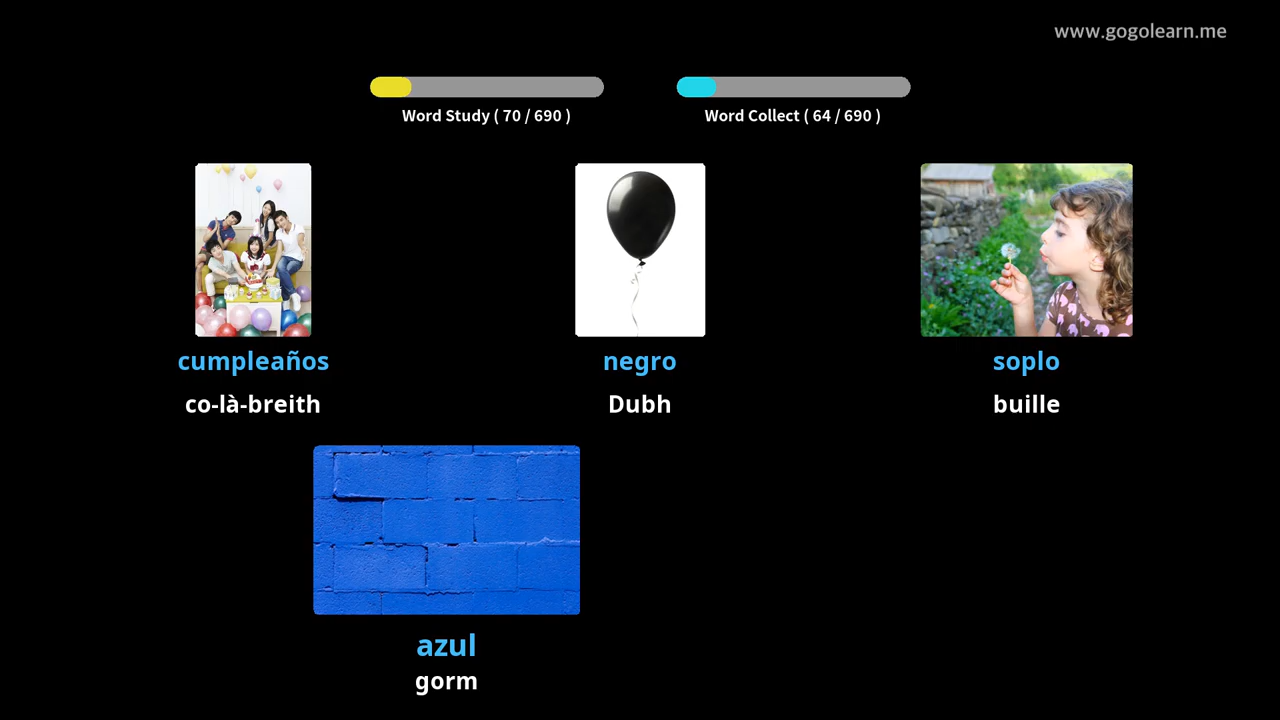 www.gogolearn.me
Word Study ( 70 / 690 )
Word Collect ( 64 / 690 )
cumpleaños
negro
soplo
co-là-breith
Dubh
buille
azul
gorm